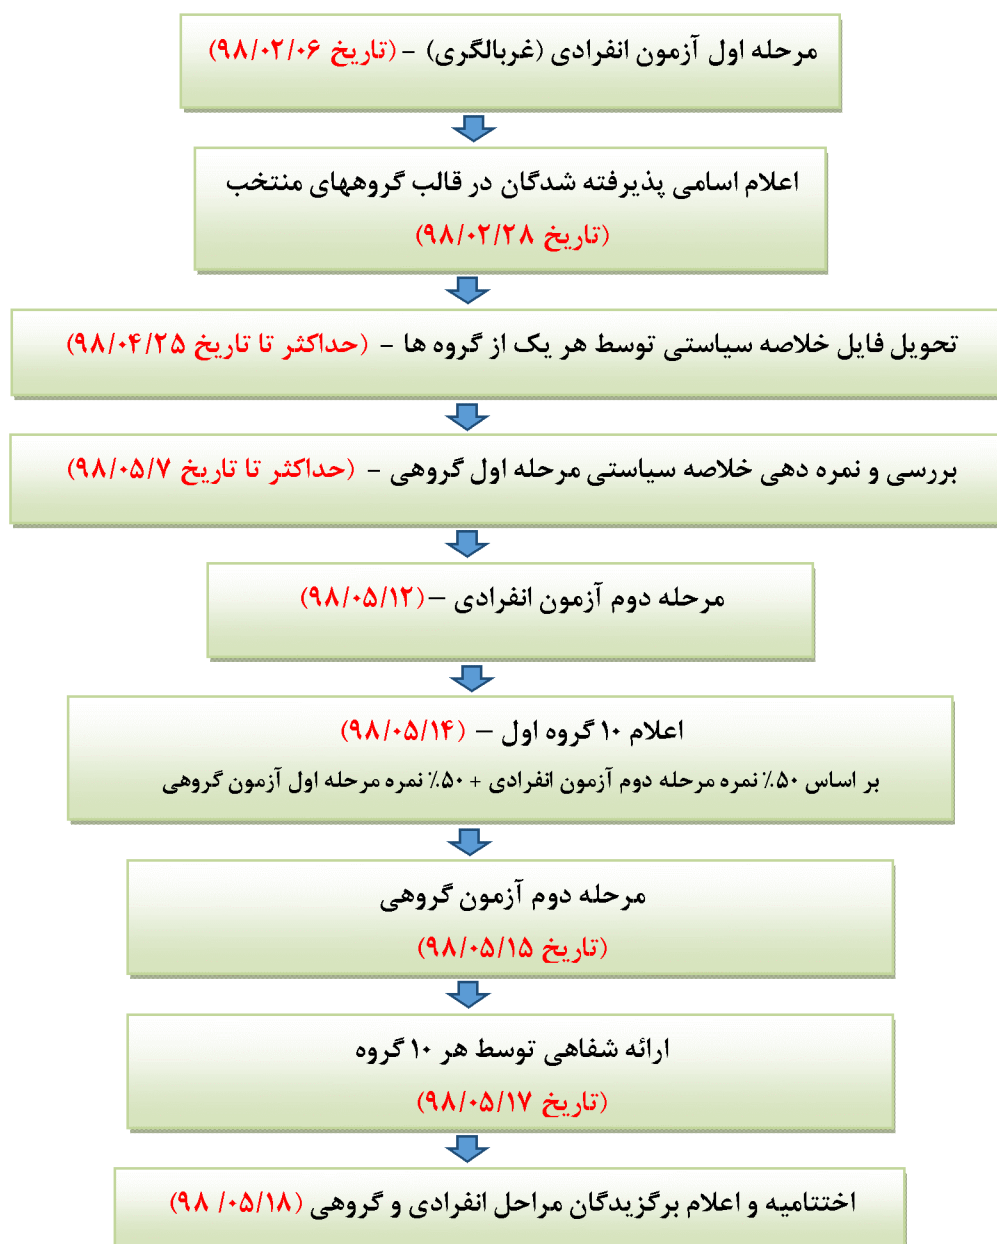 مرحله اول آزمون انفرادی (غربالگری) - (تاریخ ۹۸/۰۲/۰۶)
اعلام اسامی پذیرفته شدگان در قالب گروههای منتخب
(تاریخ ۹۸/۰۲/۲۸)
تحویل فایل خلاصه سیاستی توسط هر یک از گروه ها - (حداکثر تا تاریخ ۹۸/۰۴/۲۵)
بررسی و نمره دهی خلاصه سیاستی مرحله اول گروهی - (حداکثر تا تاریخ ۹۸/۰۵/۷)
مرحله دوم آزمون انفرادی – (۹۸/۰۵/۱۲)
اعلام ۱۰ گروه اول – (۹۸/۰۵/۱۴)
بر اساس ۵۰٪ نمره مرحله دوم آزمون انفرادی + ۵۰٪ نمره مرحله اول آزمون گروهی
مرحله دوم آزمون گروهی
(تاریخ ۹۸/۰۵/۱۵)
ارائه شفاهی توسط هر ۱۰ گروه
(تاریخ ۹۸/۰۵/۱۷)
اختتامیه و اعلام برگزیدگان مراحل انفرادی و گروهی (۹۸ /۰۵/۱۸)